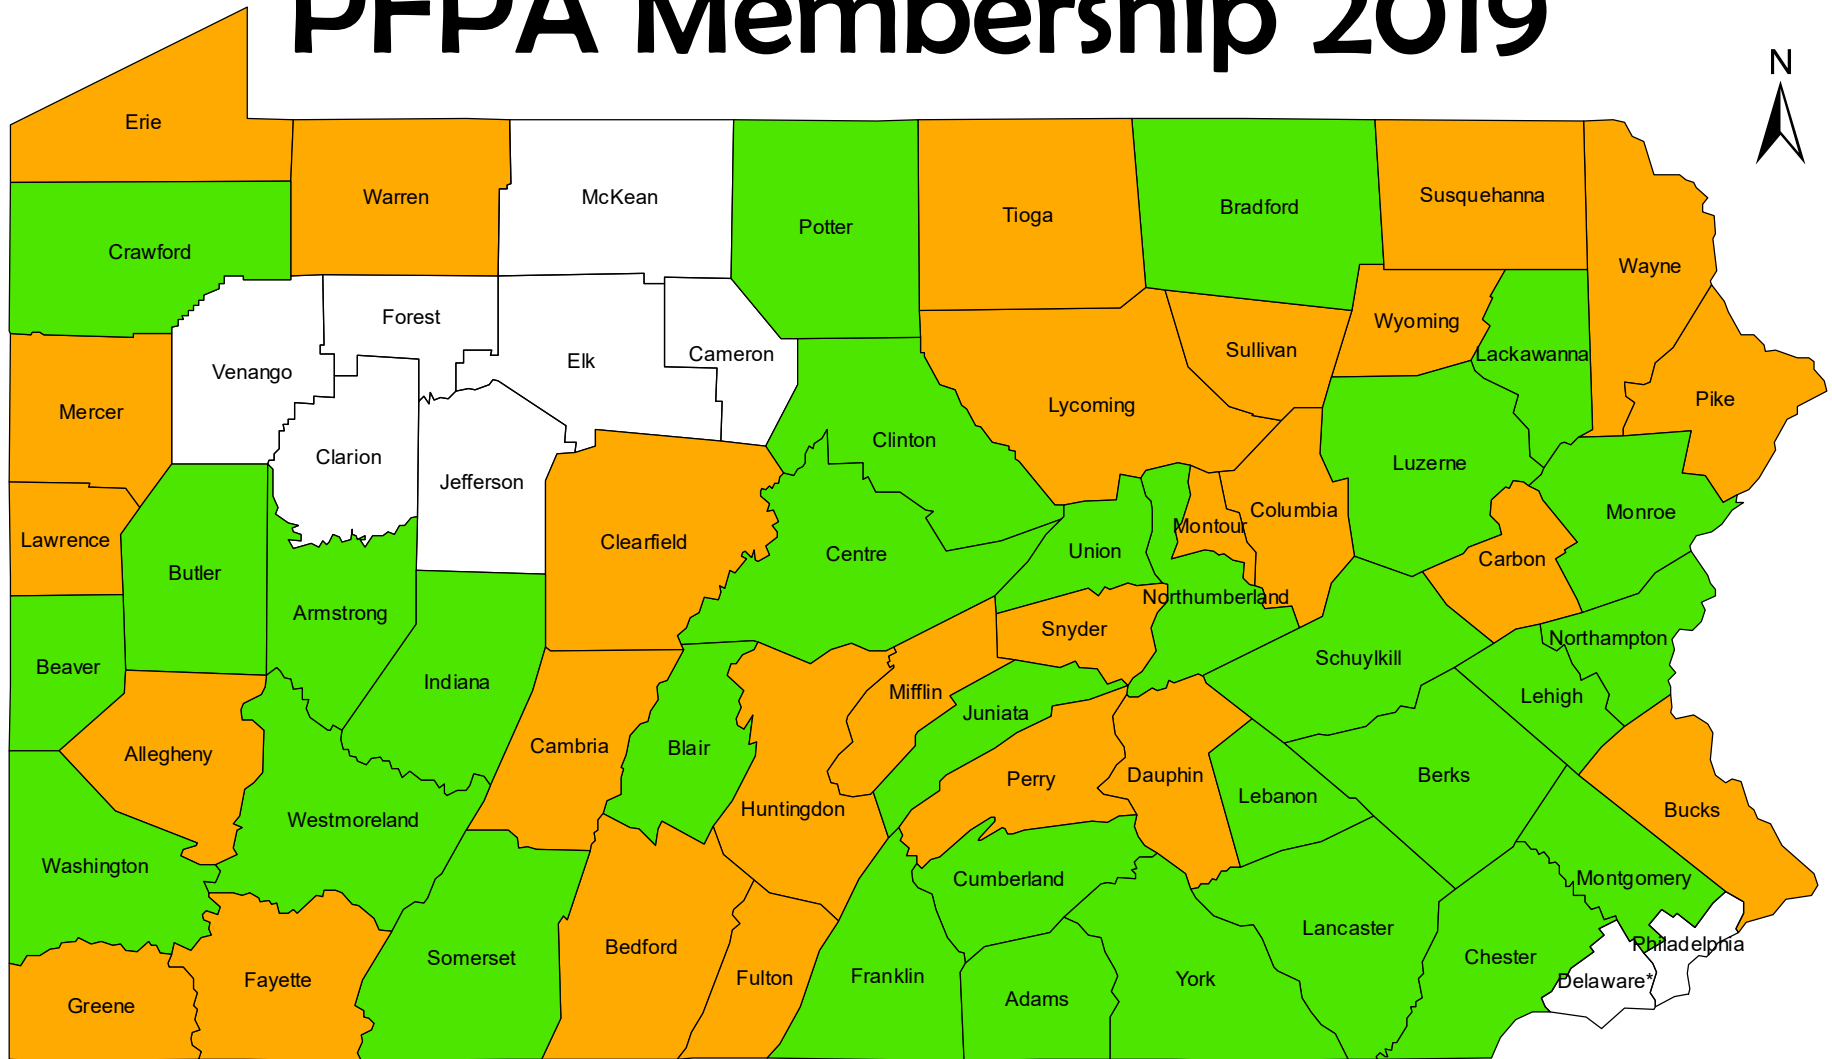 PFPA Membership 2019
N
Erie
Warren
McKean
Potter
Tioga
Bradford
Susquehanna
Wayne
Crawford
Forest
Venango
Elk
Cameron
Sullivan
Wyoming
Lackawanna
Pike
Mercer
Clarion
Jefferson
Clinton
Lycoming
Luzerne
Lawrence
Butler
Armstrong
Clearfield
Centre
Union
Montour
Columbia
Carbon
Monroe
Beaver
Indiana
Snyder
Northumberland
Schuylkill
Northampton
Lehigh
Allegheny
Cambria
Blair
Mifflin
Juniata
Westmoreland
Huntingdon
Perry
Dauphin
Lebanon
Berks
Bucks
Washington
Cumberland
Montgomery
Lancaster
Philadelphia
Greene
Fayette
Somerset
Bedford
Fulton
Franklin
Adams
York
Chester
Delaware*